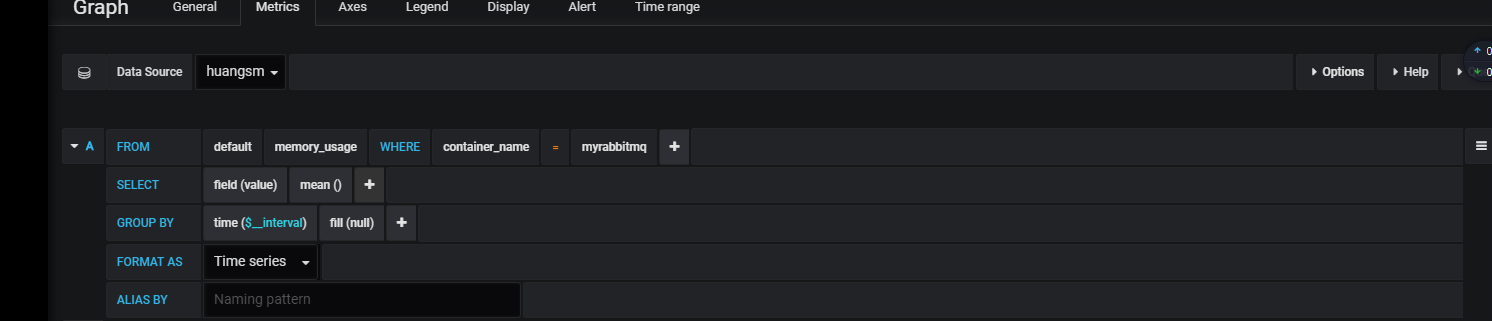 Graph General Metrics Axes Legend Display Alert Time range
Data Source huangsm Options Help
0
0
A FROM default memory_usage WHERE container_name = myrabbitmq +
SELECT field (value) mean () +
GROUP BY time ($__interval) fill (null) +
FORMAT AS Time series
ALIAS BY Naming pattern